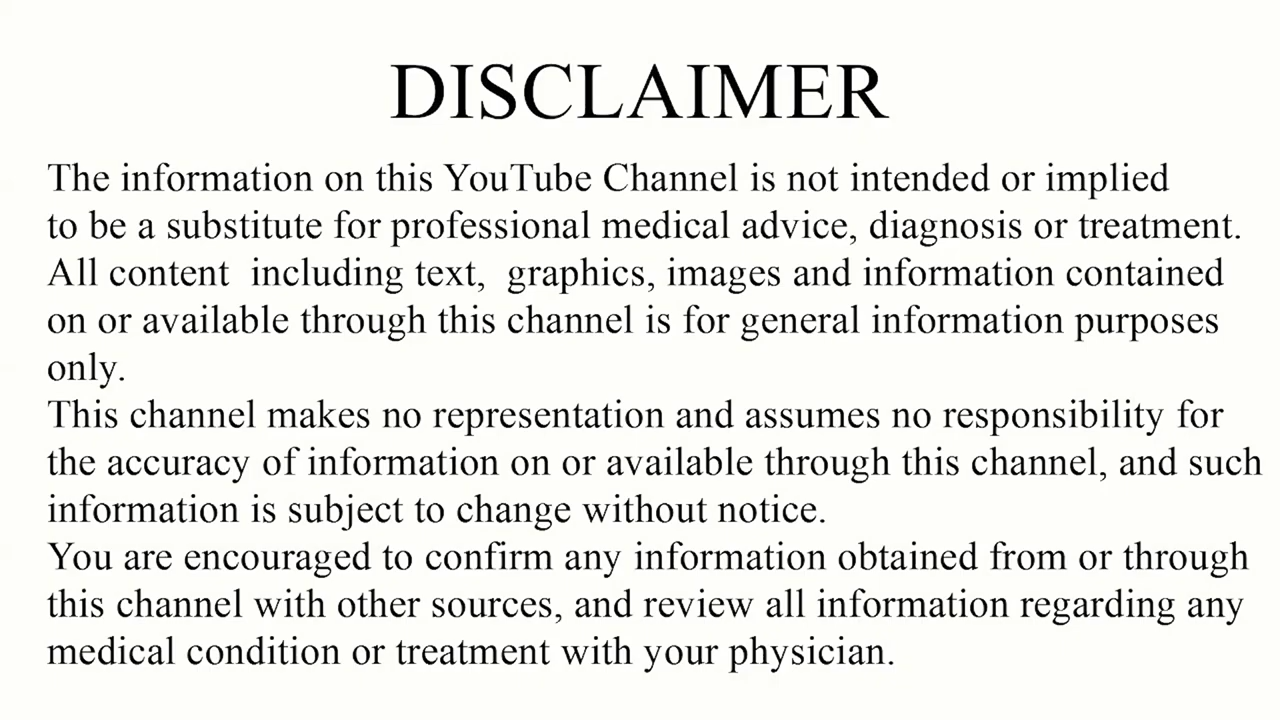 DISCLAIMER
The information on this YouTube Channel is not intended or implied
to be a substitute for professional medical advice, diagnosis or treatment.
All content  including text,  graphics, images and information contained
on or available through this channel is for general information purposes
only.
This channel makes no representation and assumes no responsibility for
the accuracy of information on or available through this channel, and such
information is subject to change without notice.
You are encouraged to confirm any information obtained from or through
this channel with other sources, and review all information regarding any
medical condition or treatment with your physician.